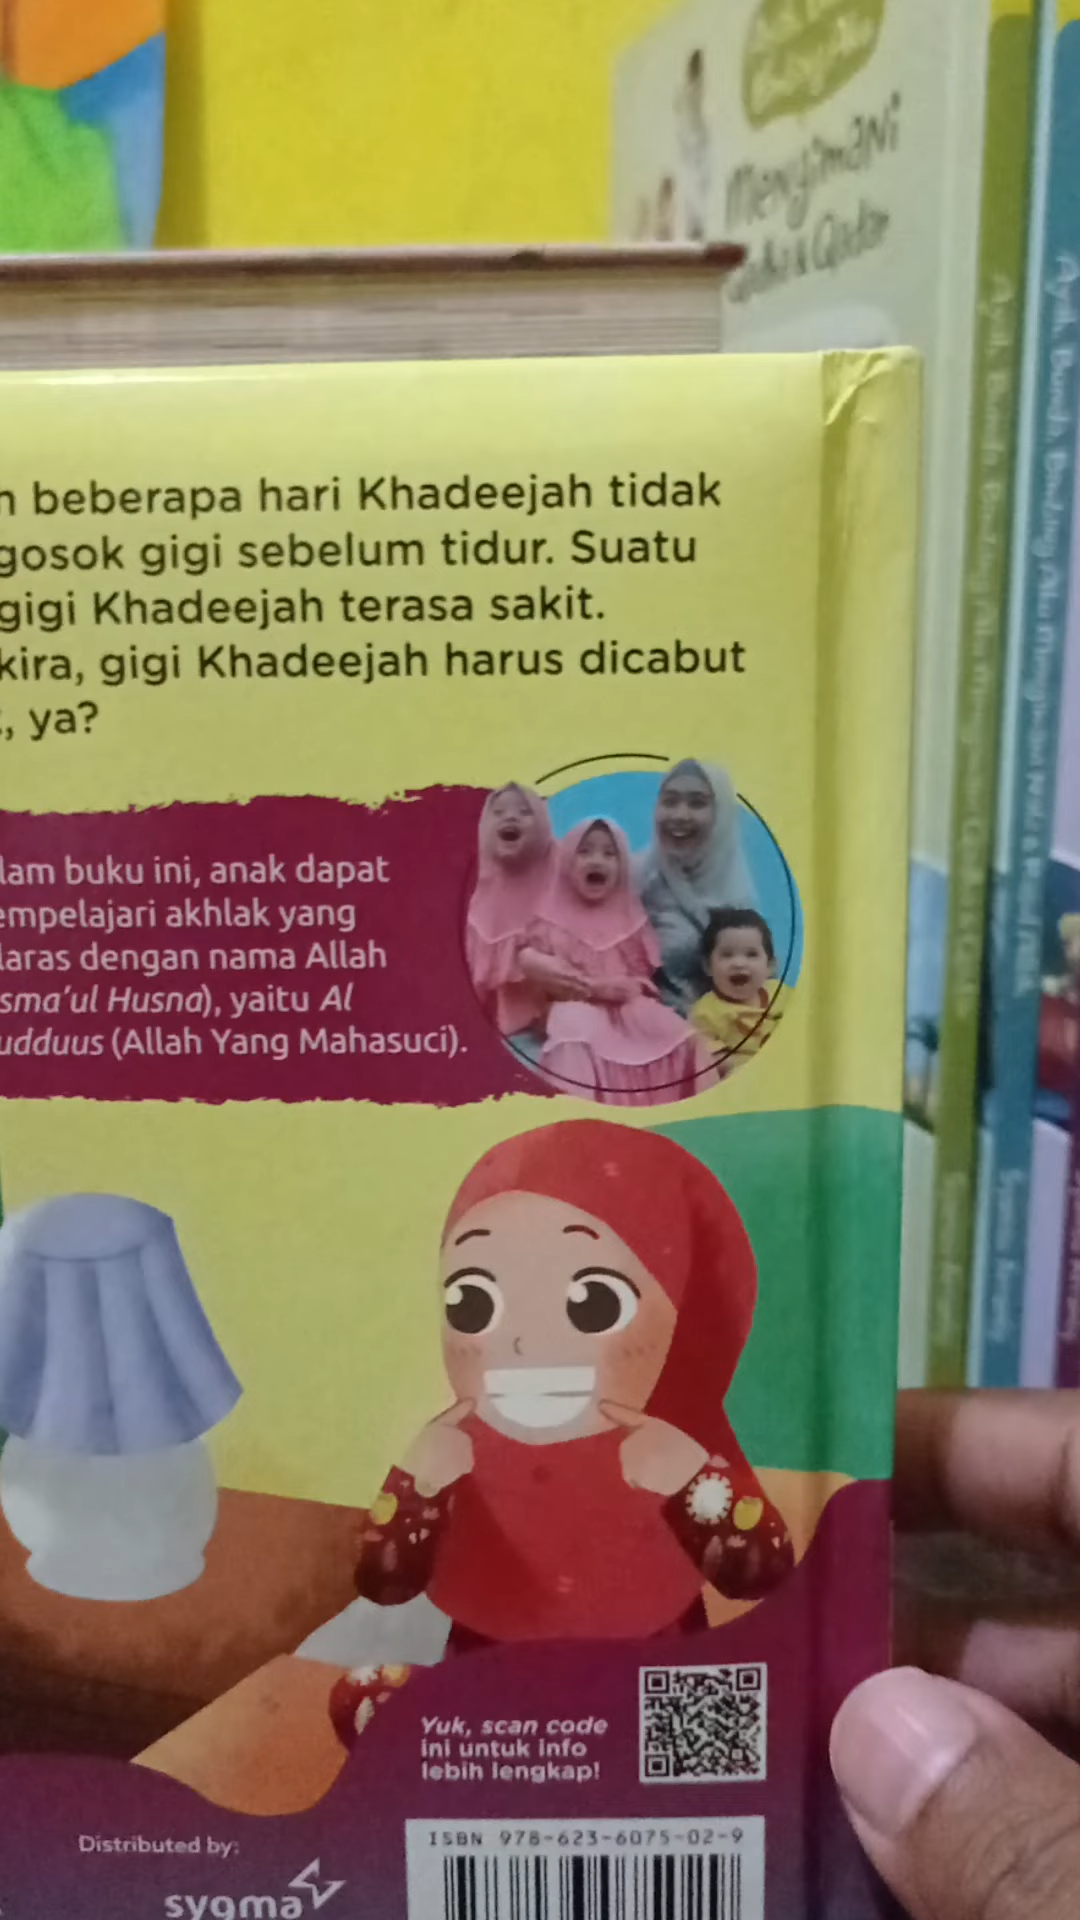 Menyimani
& Qadar
beberapa hari Khadeejah tidak
gosok gigi sebelum tidur. Suatu
gigi Khadeejah terasa sakit.
kira, gigi Khadeejah harus dicabut
, ya?
lam buku ini, anak dapat
empelajari akhlak yang
laras dengan nama Allah
sma'ul Husna), yaitu Al
udduus (Allah Yang Mahasuci).
Yuk, scan code
ini untuk info
lebih lengkap!
Distributed by:
sygma
ISBN 978-623-6075-02-9